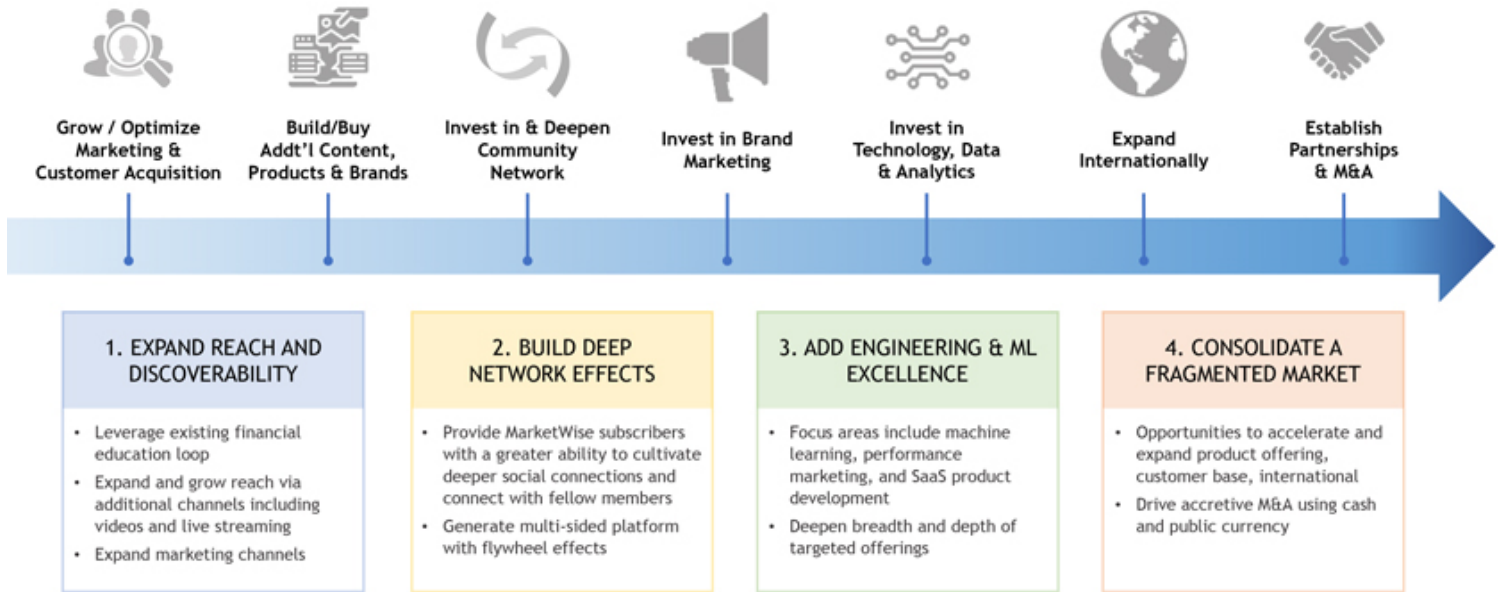 Grow / Optimize
Marketing &
Customer Acquisition
Build/Buy
Addt'l Content,
Products & Brands
Invest in & Deepen
Community
Network
Invest in Brand
Marketing
Invest in
Technology, Data
& Analytics
Expand
Internationally
Establish
Partnerships
& M&A
1. EXPAND REACH AND
DISCOVERABILITY
• Leverage existing financial
education loop
• Expand and grow reach via
additional channels including
videos and live streaming
• Expand marketing channels
2. BUILD DEEP
NETWORK EFFECTS
• Provide MarketWise subscribers
with a greater ability to cultivate
deeper social connections and
connect with fellow members
• Generate multi-sided platform
with flywheel effects
3. ADD ENGINEERING & ML
EXCELLENCE
• Focus areas include machine
learning, performance
marketing, and SaaS product
development
• Deepen breadth and depth of
targeted offerings
4. CONSOLIDATE A
FRAGMENTED MARKET
• Opportunities to accelerate and
expand product offering,
customer base, international
• Drive accretive M&A using cash
and public currency